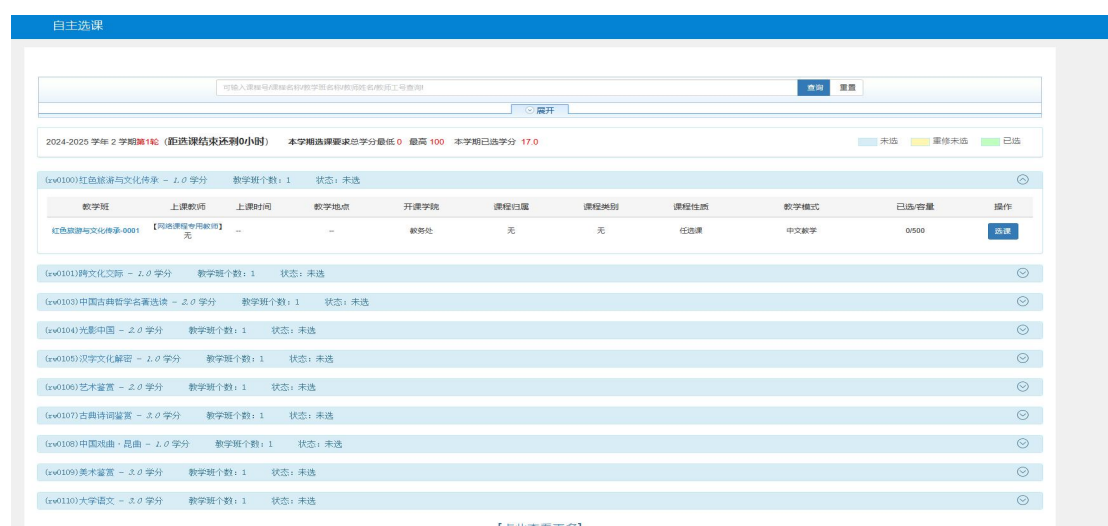 自主选课
可输入课程号/课程名称/教学班名称/教师姓名/教师工号查询!
查询 重置
展开
2024-2025 学年 2 学期第1轮（距选课结束还剩0小时） 本学期选课要求总学分最低 0 最高 100 本学期已选学分 17.0 未选 重修未选 已选
(rw0100)红色旅游与文化传承 - 1.0 学分 教学班个数：1 状态：未选
教学班 上课教师 上课时间 教学地点 开课学院 课程归属 课程类别 课程性质 教学模式 已选/容量 操作
红色旅游与文化传承-0001 【网络课程专用教师】 -- -- 教务处 无 无 任选课 中文教学 0/500 选课
无
(rw0101)跨文化交际 - 1.0 学分 教学班个数：1 状态：未选
(rw0103)中国古典哲学名著选读 - 2.0 学分 教学班个数：1 状态：未选
(rw0104)光影中国 - 2.0 学分 教学班个数：1 状态：未选
(rw0105)汉字文化解密 - 1.0 学分 教学班个数：1 状态：未选
(rw0106)艺术鉴赏 - 2.0 学分 教学班个数：1 状态：未选
(rw0107)古典诗词鉴赏 - 学分 教学班个数：1 状态：未选
(rw0108)中国戏曲·昆曲 - 1.0 学分 教学班个数：1 状态：未选
(rw0109)美术鉴赏 - 学分 教学班个数：1 状态：未选
(rw0110)大学语文 - 3.0 学分 教学班个数：1 状态：未选